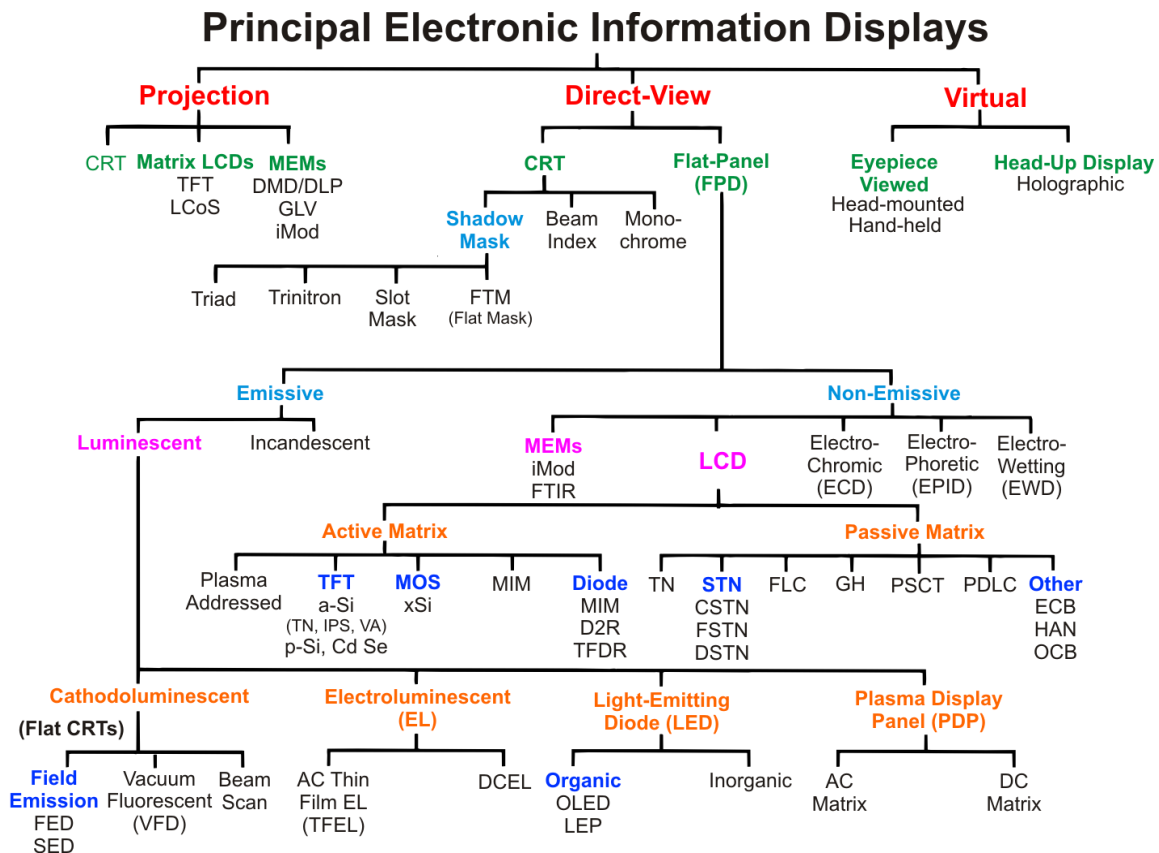 Principal Electronic Information Displays
Projection
Direct-View
Virtual
CRT
Matrix LCDs
TFT
LCoS
MEMs
DMD/DLP
GLV
iMod
CRT
Flat-Panel
(FPD)
Eyepiece
Viewed
Head-mounted
Hand-held
Head-Up Display
Holographic
Shadow
Mask
Beam
Index
Mono-
chrome
Triad
Trinitron
Slot
Mask
FTM
(Flat Mask)
Emissive
Non-Emissive
Luminescent
Incandescent
MEMs
iMod
FTIR
LCD
Electro-
Chromic
(ECD)
Electro-
Phoretic
(EPID)
Electro-
Wetting
(EWD)
Active Matrix
Passive Matrix
Plasma
Addressed
TFT
a-Si
(TN, IPS, VA)
p-Si, Cd Se
MOS
xSi
MIM
Diode
MIM
D2R
TFDR
TN
STN
CSTN
FSTN
DSTN
FLC
GH
PSCT
PDLC
Other
ECB
HAN
OCB
Cathodoluminescent
(Flat CRTs)
Electroluminescent
(EL)
Light-Emitting
Diode (LED)
Plasma Display
Panel (PDP)
Field
Emission
FED
SED
Vacuum
Fluorescent
(VFD)
Beam
Scan
AC Thin
Film EL
(TFEL)
DCEL
Organic
OLED
LEP
Inorganic
AC
Matrix
DC
Matrix